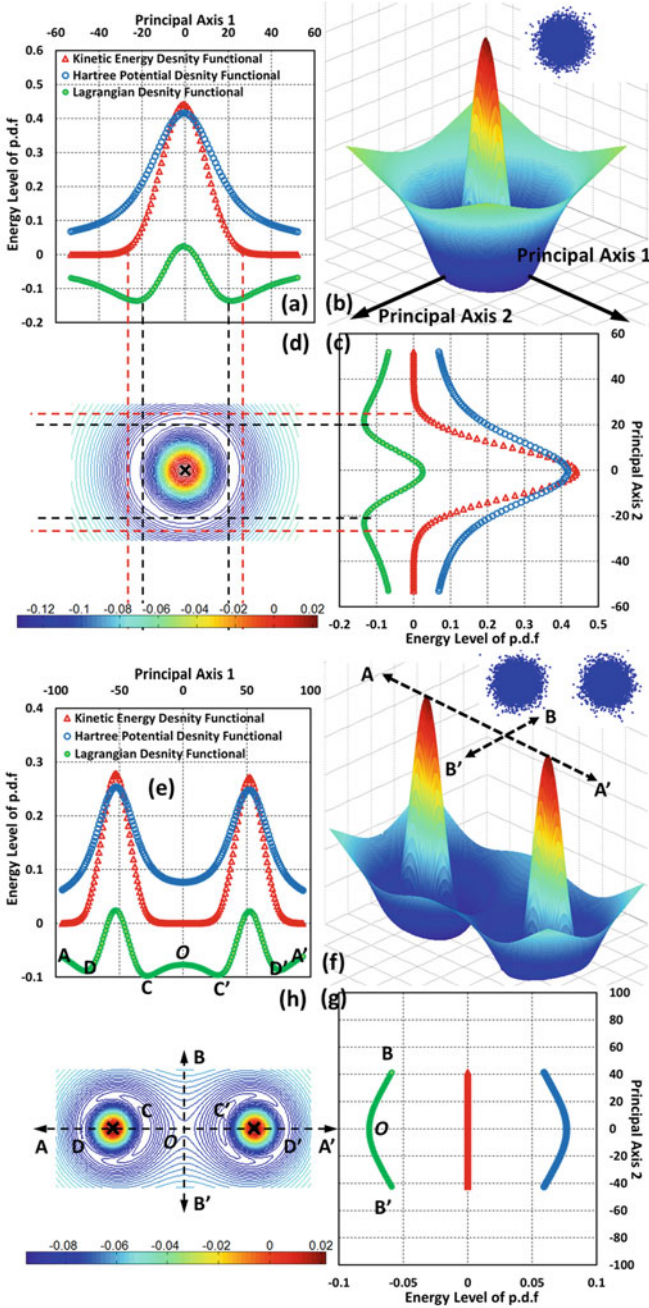 Principal Axis 1
-60 -40 -20 0 20 40 60
0.6
0.5
0.4
0.3
0.2
0.1
0
-0.1
-0.2
Energy Level of p.d.f
Kinetic Energy Desnity Functional
Hartree Potential Desnity Functional
Lagrangian Desnity Functional
(a)
(b)
Principal Axis 1
Principal Axis 2
(d)
(c)
60
40
20
0
-20
-40
-60
Principal Axis 2
-0.12 -0.1 -0.08 -0.06 -0.04 -0.02 0 0.02
-0.2 -0.1 0 0.1 0.2 0.3 0.4 0.5
Energy Level of p.d.f
Principal Axis 1
-100 -50 0 50 100
0.4
0.3
0.2
0.1
0
-0.1
Energy Level of p.d.f
Kinetic Energy Desnity Functional
Hartree Potential Desnity Functional
Lagrangian Desnity Functional
(e)
A D C O C' D' A'
A
B
B'
A'
(f)
(h)
(g)
B
A D C O C' D' A'
B'
-0.08 -0.06 -0.04 -0.02 0 0.02
B
O
B'
100
80
60
40
20
0
-20
-40
-60
-80
-100
Principal Axis 2
-0.1 -0.05 0 0.05 0.1
Energy Level of p.d.f